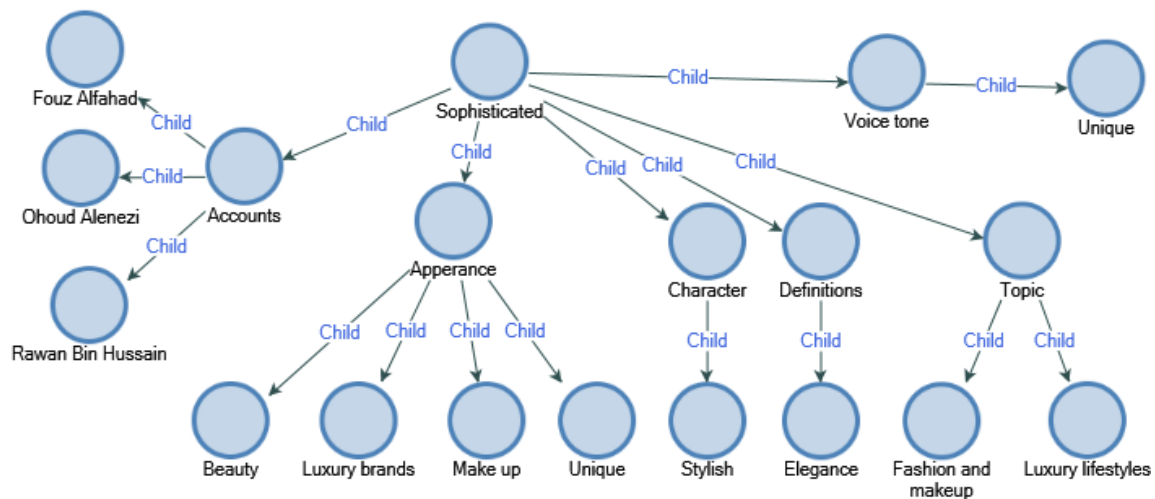 Child
Child
Fouz Alfahad
Sophisticated
Voice tone
Unique
Child
Child
Child
Child
Child
Child
Child
Ohoud Alenezi
Accounts
Child
Apperance
Character
Definitions
Topic
Rawan Bin Hussain
Child
Child
Child
Child
Child
Child
Child
Child
Beauty
Luxury brands
Make up
Unique
Stylish
Elegance
Fashion and
makeup
Luxury lifestyles